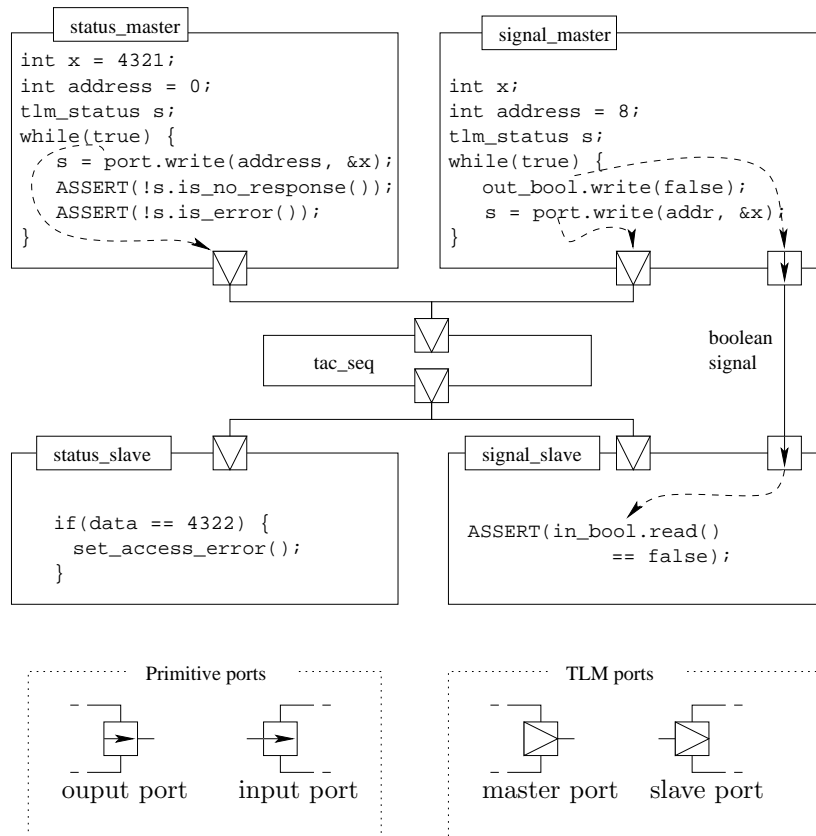 status_master
int x = 4321;
int address = 0;
tlm_status s;
while(true) {
s = port.write(address, &x);
ASSERT(!s.is_no_response());
ASSERT(!s.is_error());
}
signal_master
int x;
int address = 8;
tlm_status s;
while(true) {
out_bool.write(false);
s = port.write(addr, &x);
}
tac_seq
boolean
signal
status_slave
if(data == 4322) {
set_access_error();
}
signal_slave
ASSERT(in_bool.read()
== false);
Primitive ports
ouput port
input port
TLM ports
master port
slave port